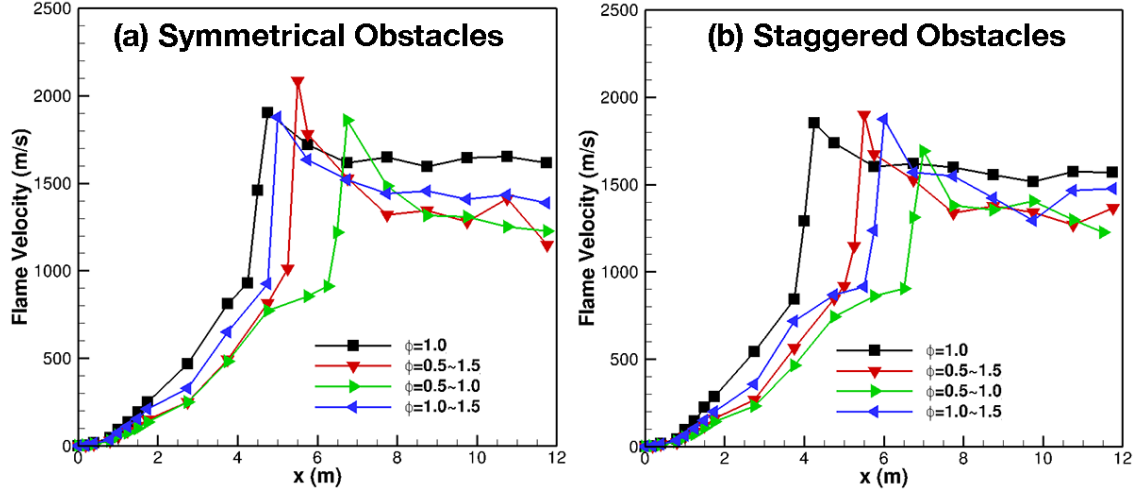 (a) Symmetrical Obstacles
Flame Velocity (m/s)
2500
2000
1500
1000
500
0
0
2
4
6
8
10
12
x (m)
ϕ=1.0
ϕ=0.5~1.5
ϕ=0.5~1.0
ϕ=1.0~1.5
(b) Staggered Obstacles
Flame Velocity (m/s)
2500
2000
1500
1000
500
0
0
2
4
6
8
10
12
x (m)
ϕ=1.0
ϕ=0.5~1.5
ϕ=0.5~1.0
ϕ=1.0~1.5